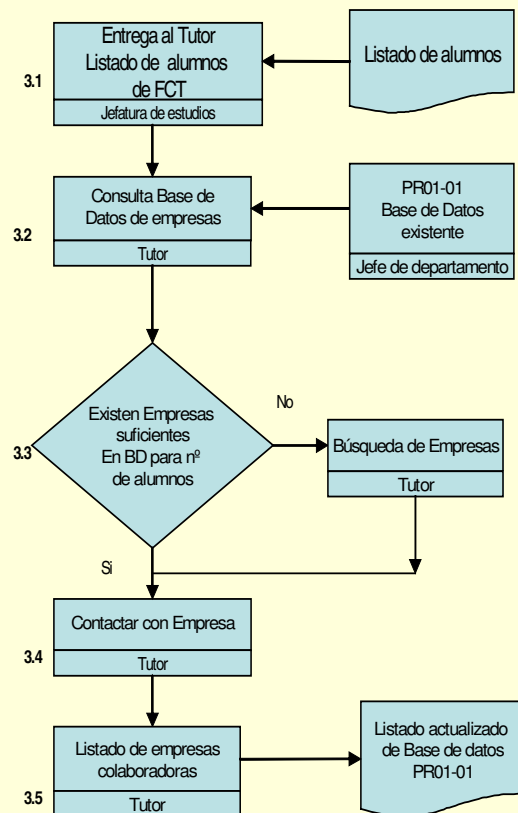 Entrega al Tutor
Listado de alumnos
de FCT
3.1
Jefatura de estudios
Listado de alumnos
Consulta Base de
Datos de empresas
3.2
Tutor
PR01-01
Base de Datos
existente
Jefe de departamento
Existen Empresas
suficientes
En BD para nº
de alumnos
3.3
No
Búsqueda de Empresas
Tutor
Si
Contactar con Empresa
3.4
Tutor
Listado de empresas
colaboradoras
3.5
Tutor
Listado actualizado
de Base de datos
PR01-01